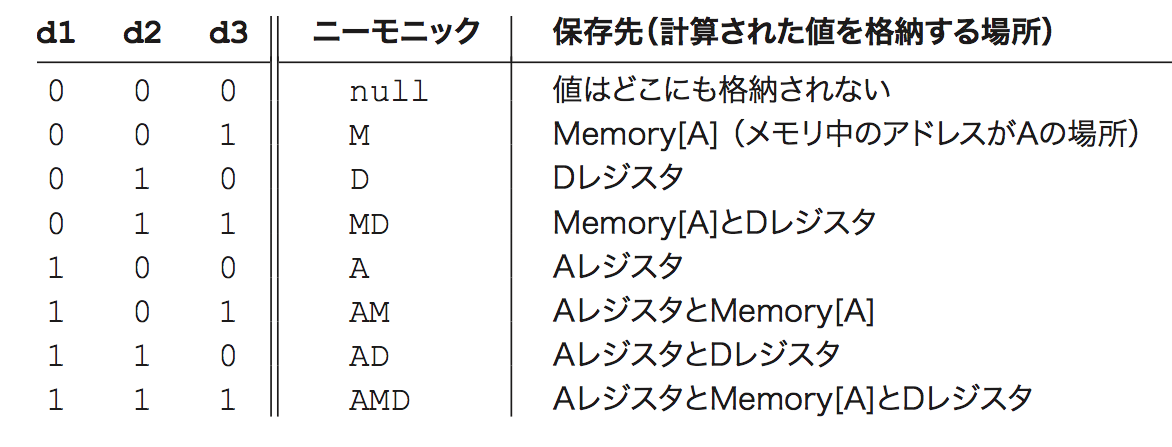 d1 d2 d3 ニーモニック 保存先（計算された値を格納する場所）
0 0 0 null 値はどこにも格納されない
0 0 1 M Memory[A]（メモリ中のアドレスがAの場所）
0 1 0 D Dレジスタ
0 1 1 MD Memory[A]とDレジスタ
1 0 0 A Aレジスタ
1 0 1 AM AレジスタとMemory[A]
1 1 0 AD AレジスタとDレジスタ
1 1 1 AMD AレジスタとMemory[A]とDレジスタ